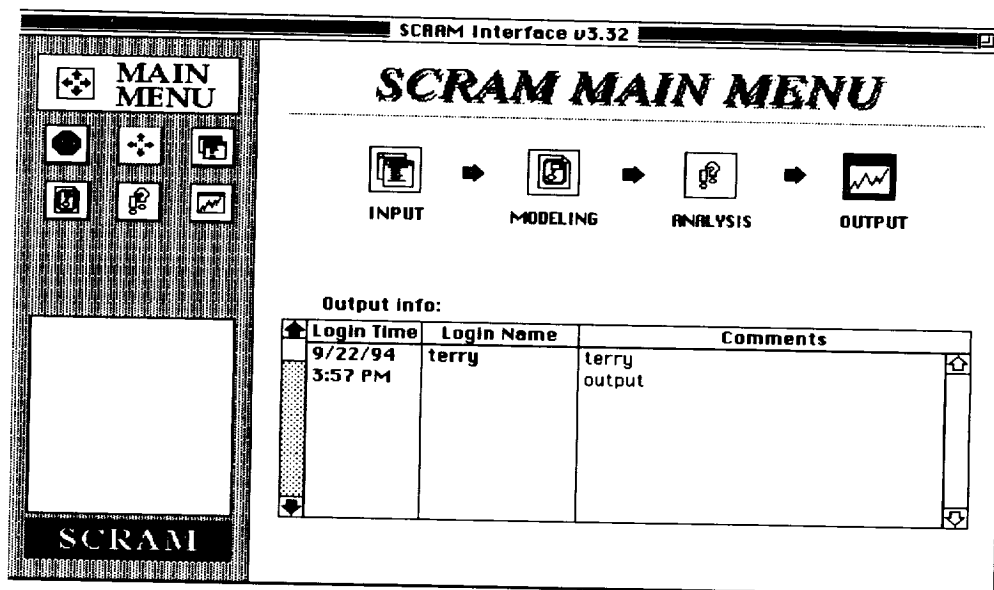 SCRAM Interface v3.32
MAIN
MENU
SCRAM MAIN MENU
INPUT
MODELING
ANALYSIS
OUTPUT
Output info:
Login Time Login Name Comments
9/22/94 terry terry
3:57 PM output
SCRAM